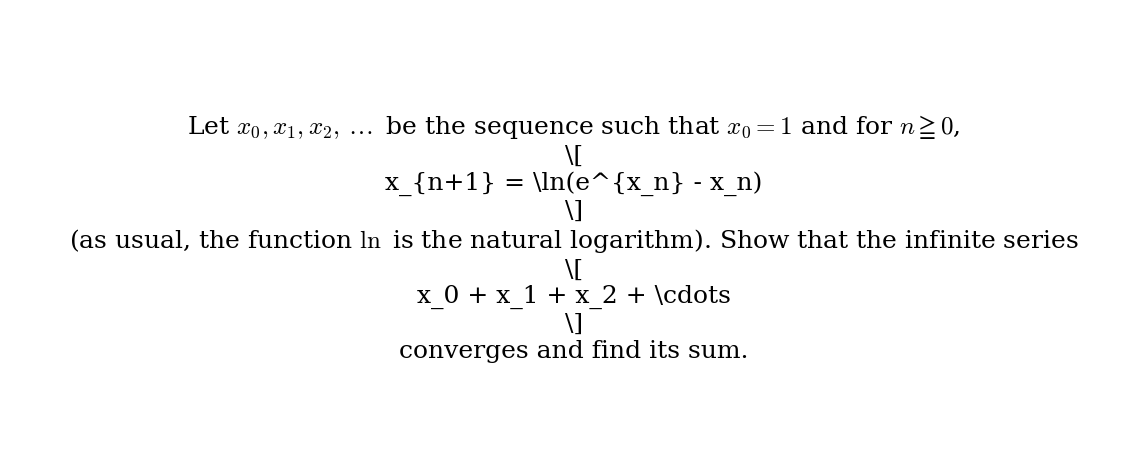 Let $x_0, x_1, x_2, \ldots$ be the sequence such that $x_0 = 1$ and for $n \geqq 0$,
\[
x_{n+1} = \ln(e^{x_n} - x_n)
\]
(as usual, the function $\ln$ is the natural logarithm). Show that the infinite series
\[
x_0 + x_1 + x_2 + \cdots
\]
converges and find its sum.